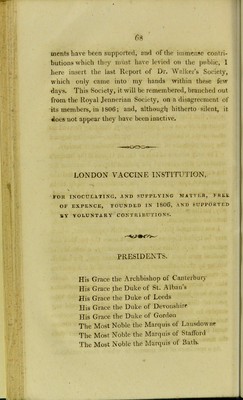 68
ments have been supported, and of the immense contri-
butions which they must have levied on the public, I
here insert the last Report of Dr. Walker's Society,
which only came into my hands within these few
days. This Society, it will be remembered, branched out
from the Royal Jennerian Society, on a disagreement of
its members, in 1806; and, although hitherto silent, it
does not appear they have been inactive.
LONDON VACCINE INSTITUTION,
FOR INOCULATING, AND SUPPLYING MATTER, FREE
OF EXPENCE, FOUNDED IN 1806, AND SUPPORTED
BY VOLUNTARY CONTRIBUTIONS.
PRESIDENTS.
His Grace the Archbishop of Canterbury
His Grace the Duke of St. Alban's
His Grace the Duke of Leeds
His Grace the Duke of Devonshire
His Grace the Duke of Gordon
The Most Noble the Marquis of Lansdowne
The Most Noble the Marquis of Stafford
The Most Noble the Marquis of Bath.